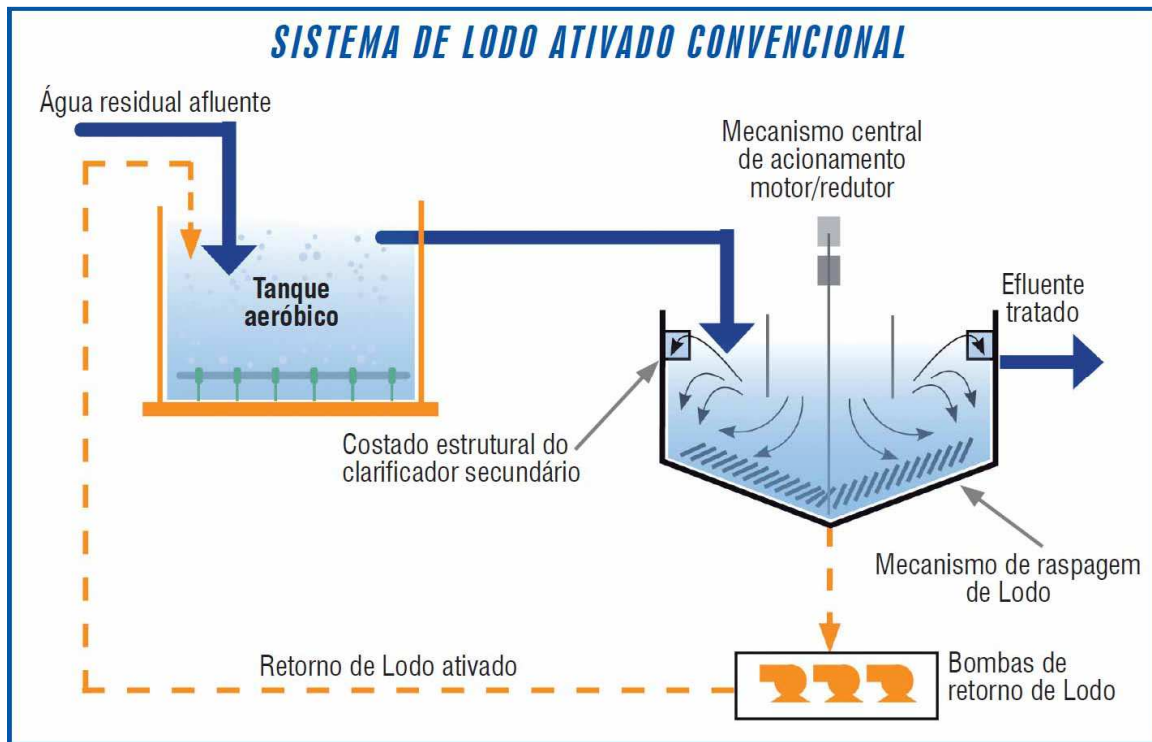 SISTEMA DE LODO ATIVADO CONVENCIONAL
Água residual afluente
Mecanismo central
de acionamento
motor/redutor
Tanque
aeróbico
Efluente
tratado
Costado estrutural do
clarificador secundário
Mecanismo de raspagem
de Lodo
Retorno de Lodo ativado
Bombas de
retorno de Lodo